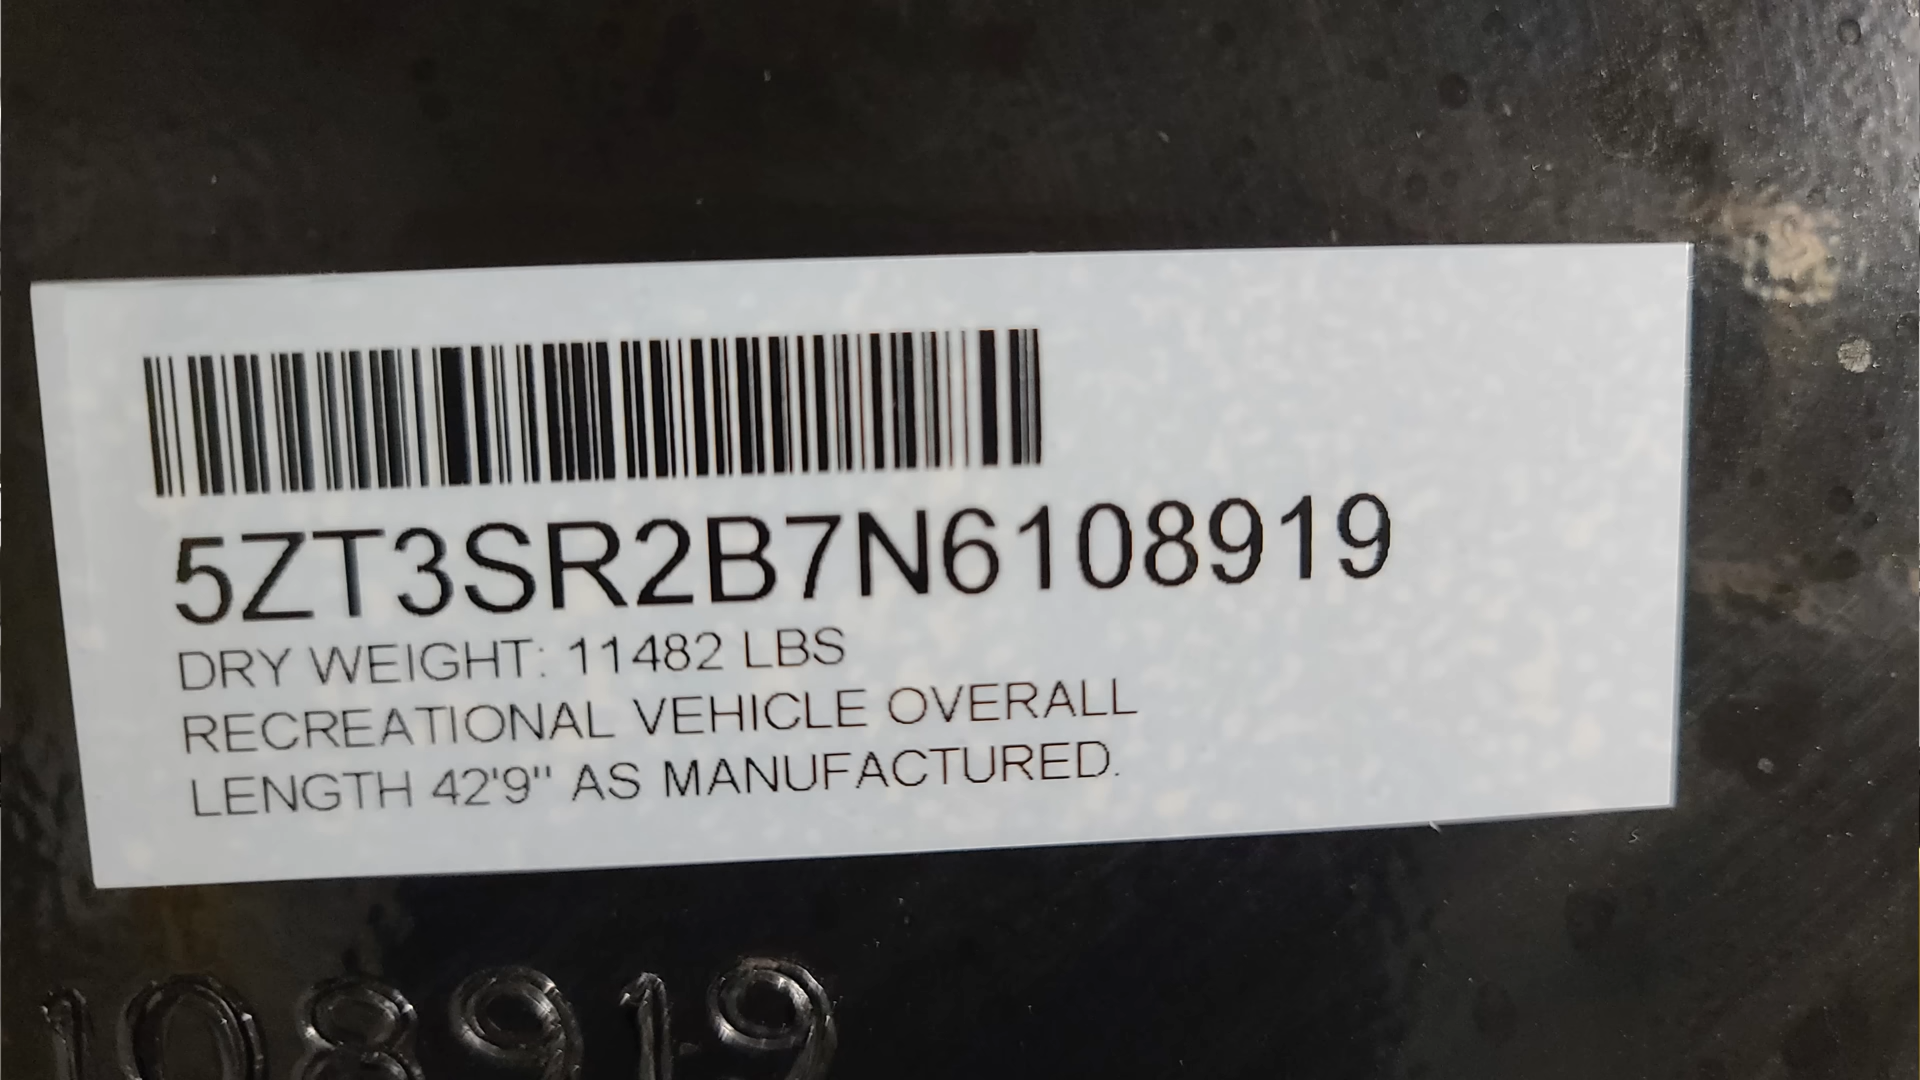 5ZT3SR2B7N6108919
DRY WEIGHT: 11482 LBS
RECREATIONAL VEHICLE OVERALL
LENGTH 42'9" AS MANUFACTURED.
108919